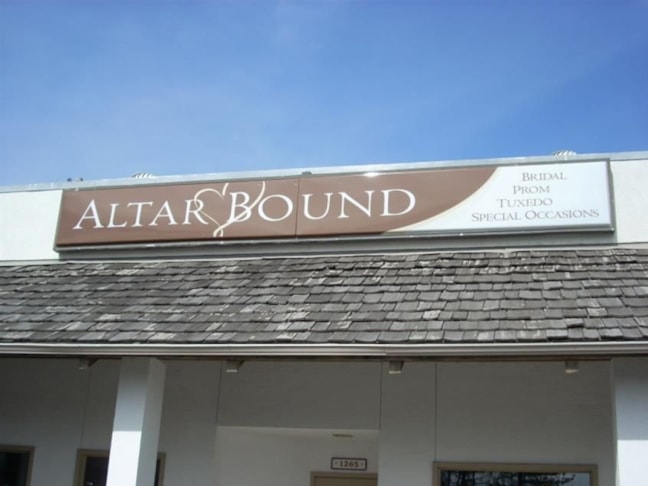 ALTAR BOUND
BRIDAL
PROM
TUXEDO
SPECIAL OCCASIONS
1265